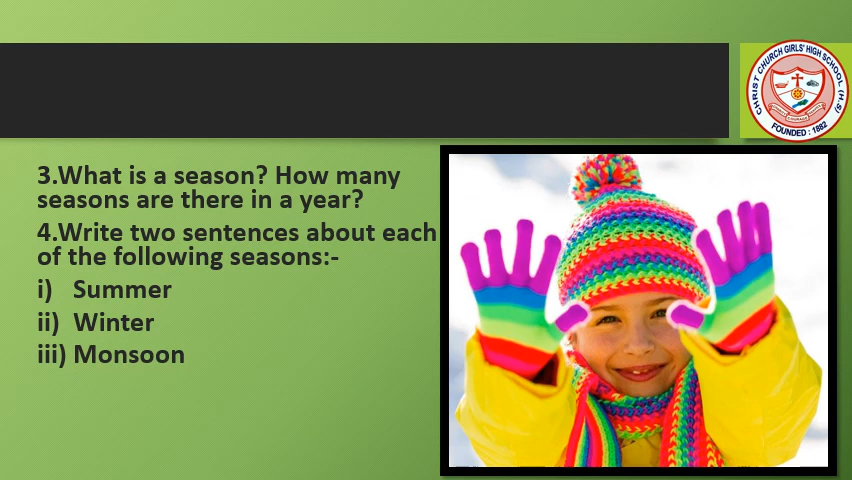 CHRIST CHURCH GIRLS' HIGH SCHOOL (H.S)
FOUNDED : 1882
3.What is a season? How many
seasons are there in a year?
4.Write two sentences about each
of the following seasons:-
i) Summer
ii) Winter
iii) Monsoon